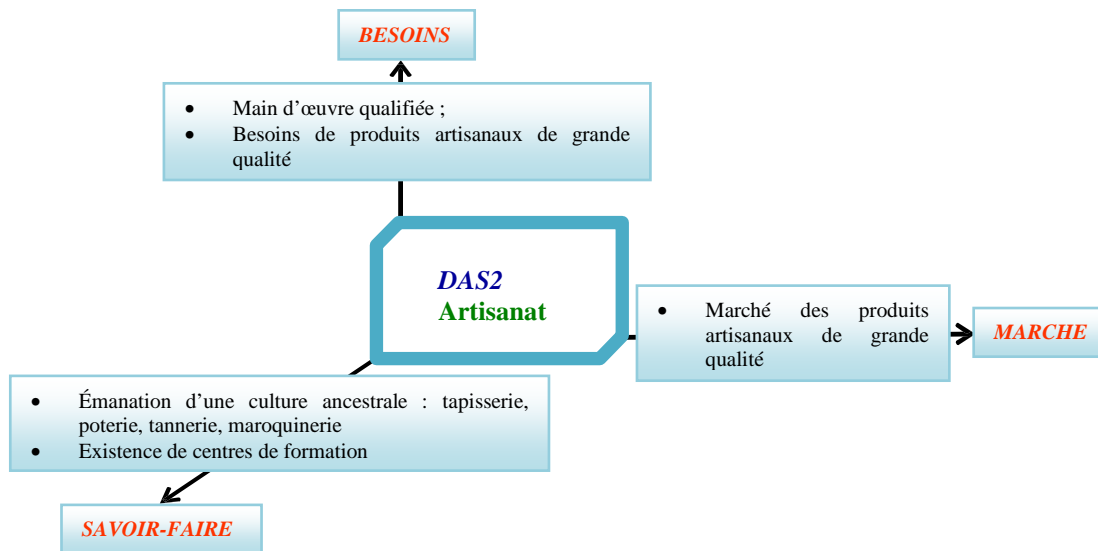 BESOINS
• Main d’œuvre qualifiée ;
• Besoins de produits artisanaux de grande
qualité
DAS2
Artisanat
• Marché des produits
artisanaux de grande
qualité
MARCHE
• Émanation d’une culture ancestrale : tapisserie,
poterie, tannerie, maroquinerie
• Existence de centres de formation
SAVOIR-FAIRE